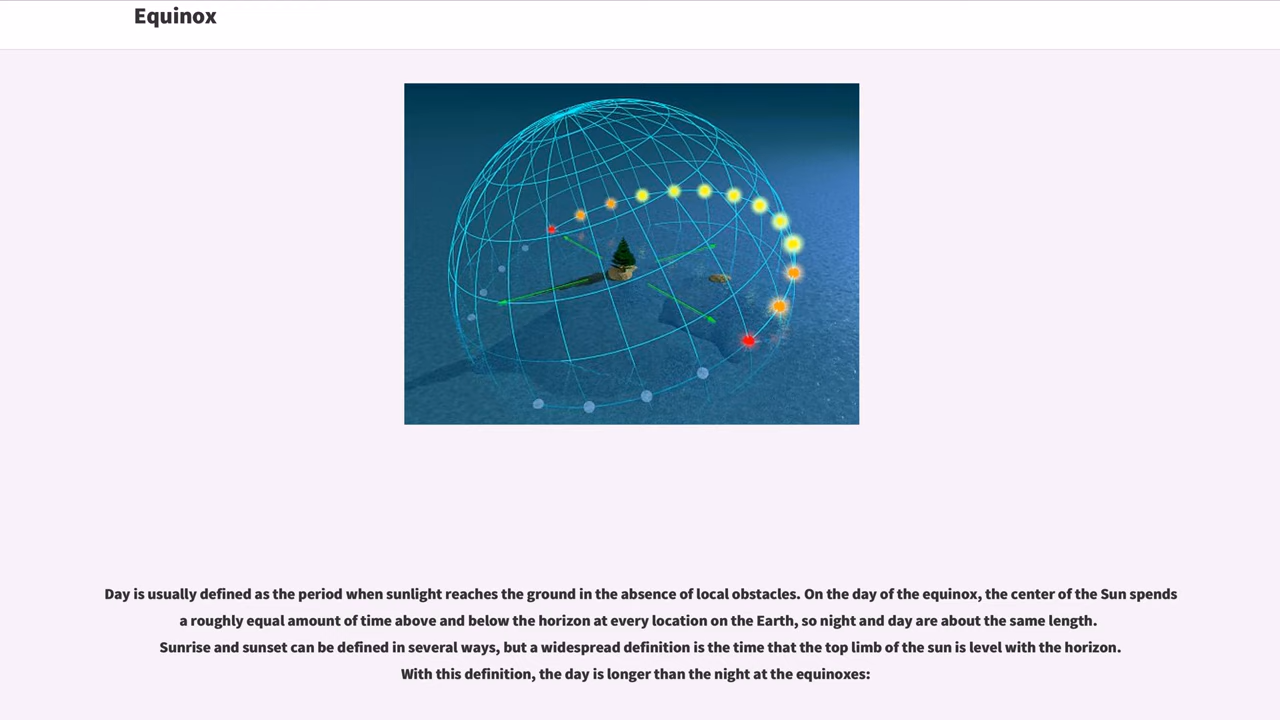 Equinox
Day is usually defined as the period when sunlight reaches the ground in the absence of local obstacles. On the day of the equinox, the center of the Sun spends
a roughly equal amount of time above and below the horizon at every location on the Earth, so night and day are about the same length.
Sunrise and sunset can be defined in several ways, but a widespread definition is the time that the top limb of the sun is level with the horizon.
With this definition, the day is longer than the night at the equinoxes: